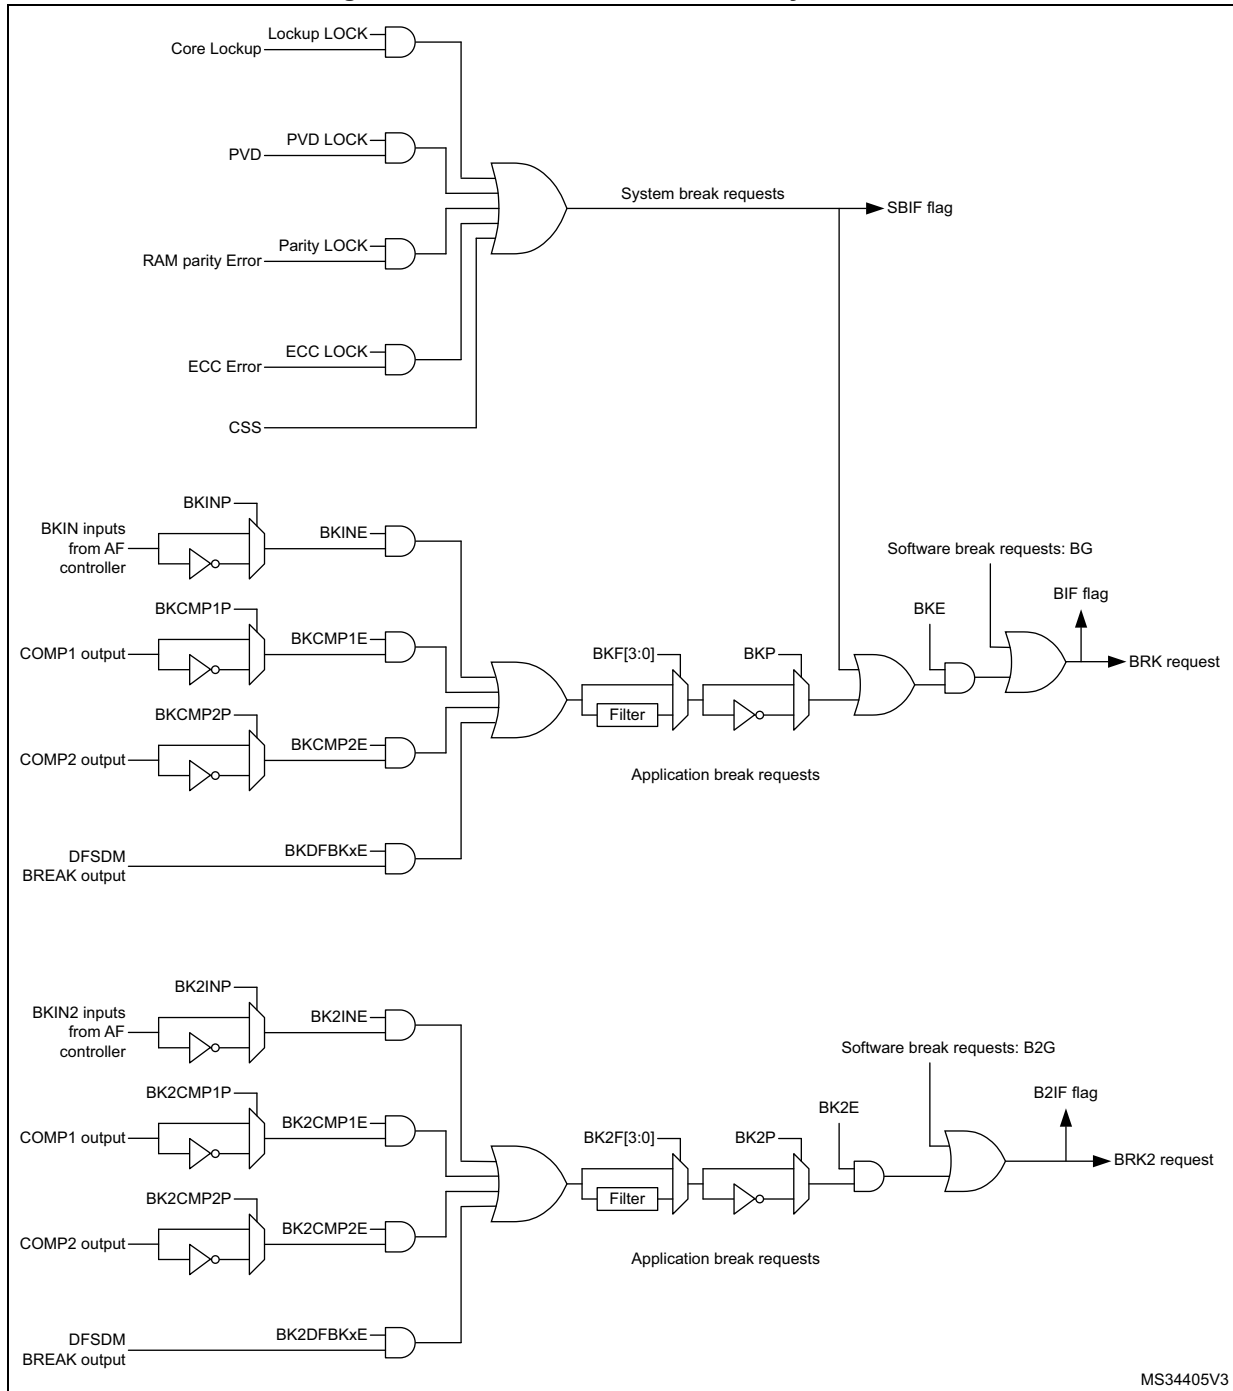 Lockup LOCK
Core Lockup
PVD LOCK
PVD
System break requests
SBIF flag
Parity LOCK
RAM parity Error
ECC LOCK
ECC Error
CSS
BKINP
BKIN inputs
from AF
controller
BKINE
Software break requests: BG
BIF flag
BKCMP1P
BKE
COMP1 output
BKCMP1E
BKF[3:0]
BKP
BRK request
BKCMP2P
Filter
COMP2 output
BKCMP2E
Application break requests
DFSDM
BREAK output
BKDFBKxE
BK2INP
BKIN2 inputs
from AF
controller
BK2INE
Software break requests: B2G
B2IF flag
BK2CMP1P
BK2E
COMP1 output
BK2CMP1E
BK2F[3:0]
BK2P
BRK2 request
BK2CMP2P
Filter
COMP2 output
BK2CMP2E
Application break requests
DFSDM
BREAK output
BK2DFBKxE
MS34405V3